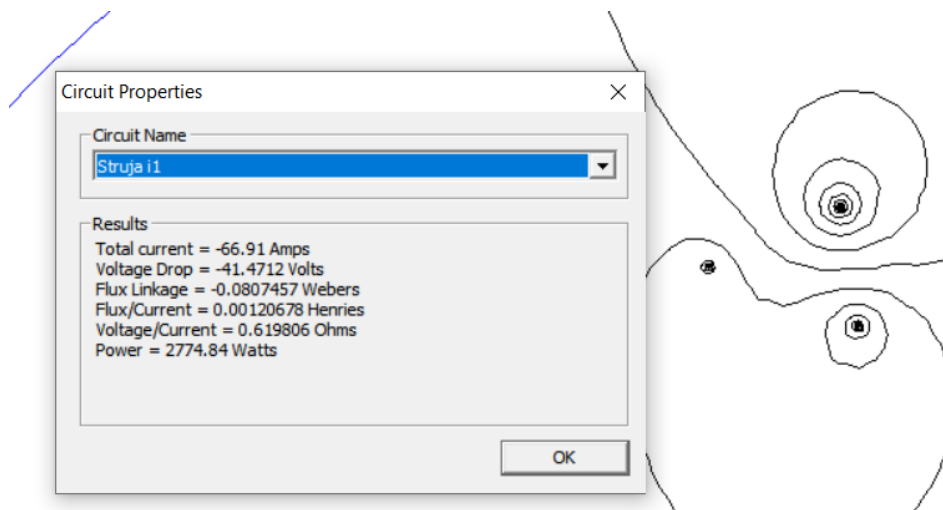 Circuit Properties
Circuit Name
Struja i1
Results
Total current = -66.91 Amps
Voltage Drop = -41.4712 Volts
Flux Linkage = -0.0807457 Webers
Flux/Current = 0.00120678 Henries
Voltage/Current = 0.619806 Ohms
Power = 2774.84 Watts
OK